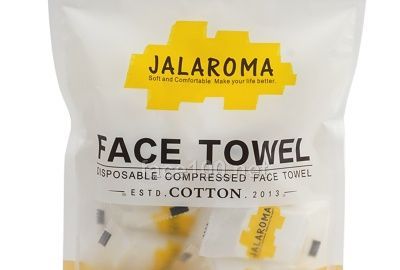 JALAROMA
Soft and Comfortable Make your life better.
FACE TOWEL
DISPOSABLE COMPRESSED FACE TOWEL
ESTD.COTTON.2013
JALAROMA